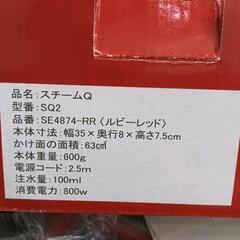 品名：スチームQ
型番：SQ2
品番：SE4874-RR〈ルビーレッド〉
本体寸法：幅35×奥行8×高さ7.5cm
かけ面の面積：63㎠
本体重量：600g
電源コード：2.5m
注水量：100ml
消費電力：800w